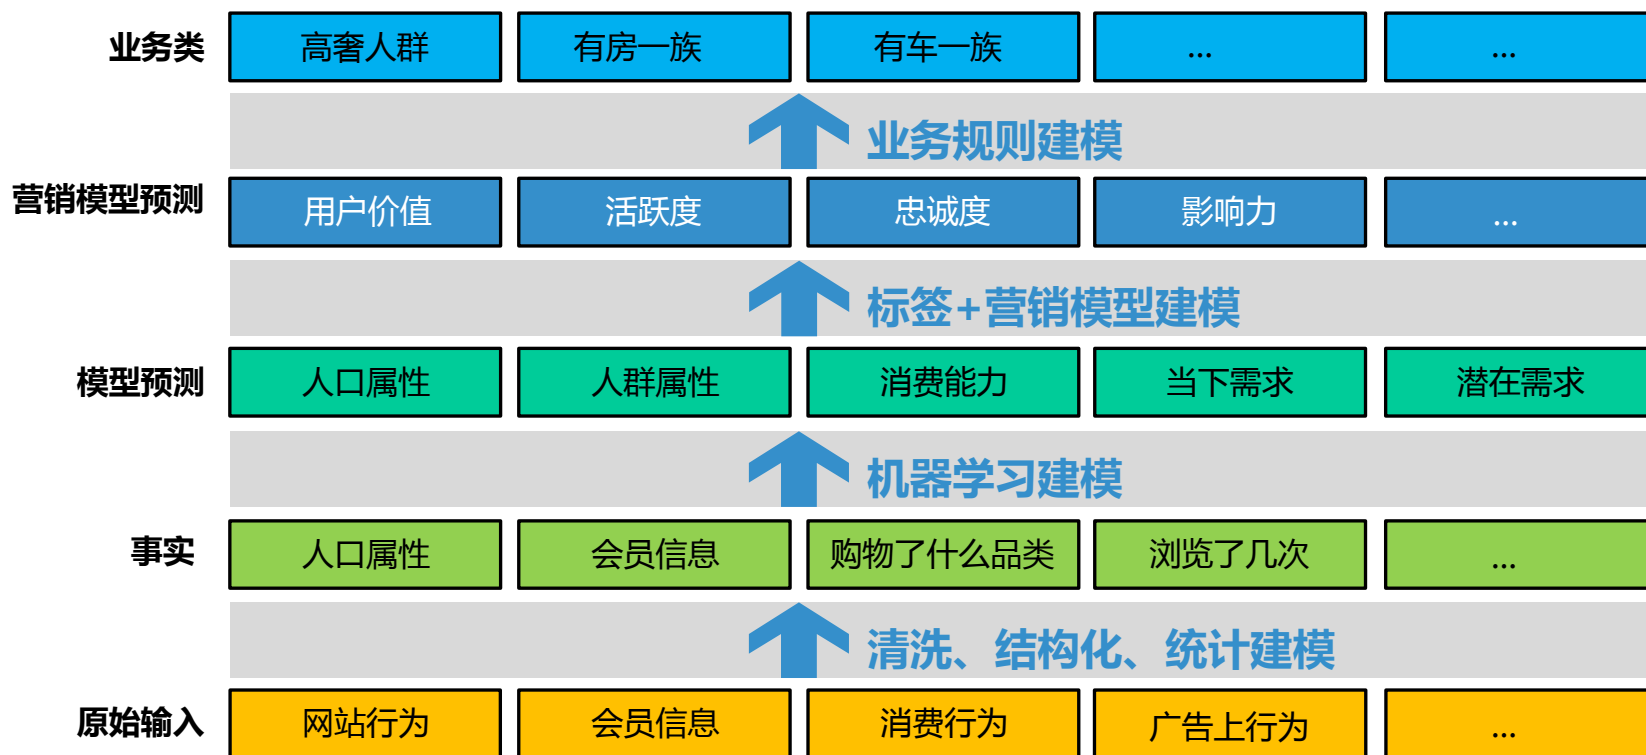 业务类 高奢人群 有房一族 有车一族 ... ...
业务规则建模
营销模型预测 用户价值 活跃度 忠诚度 影响力 ...
标签+营销模型建模
模型预测 人口属性 人群属性 消费能力 当下需求 潜在需求
机器学习建模
事实 人口属性 会员信息 购物了什么品类 浏览了几次 ...
清洗、结构化、统计建模
原始输入 网站行为 会员信息 消费行为 广告上行为 ...